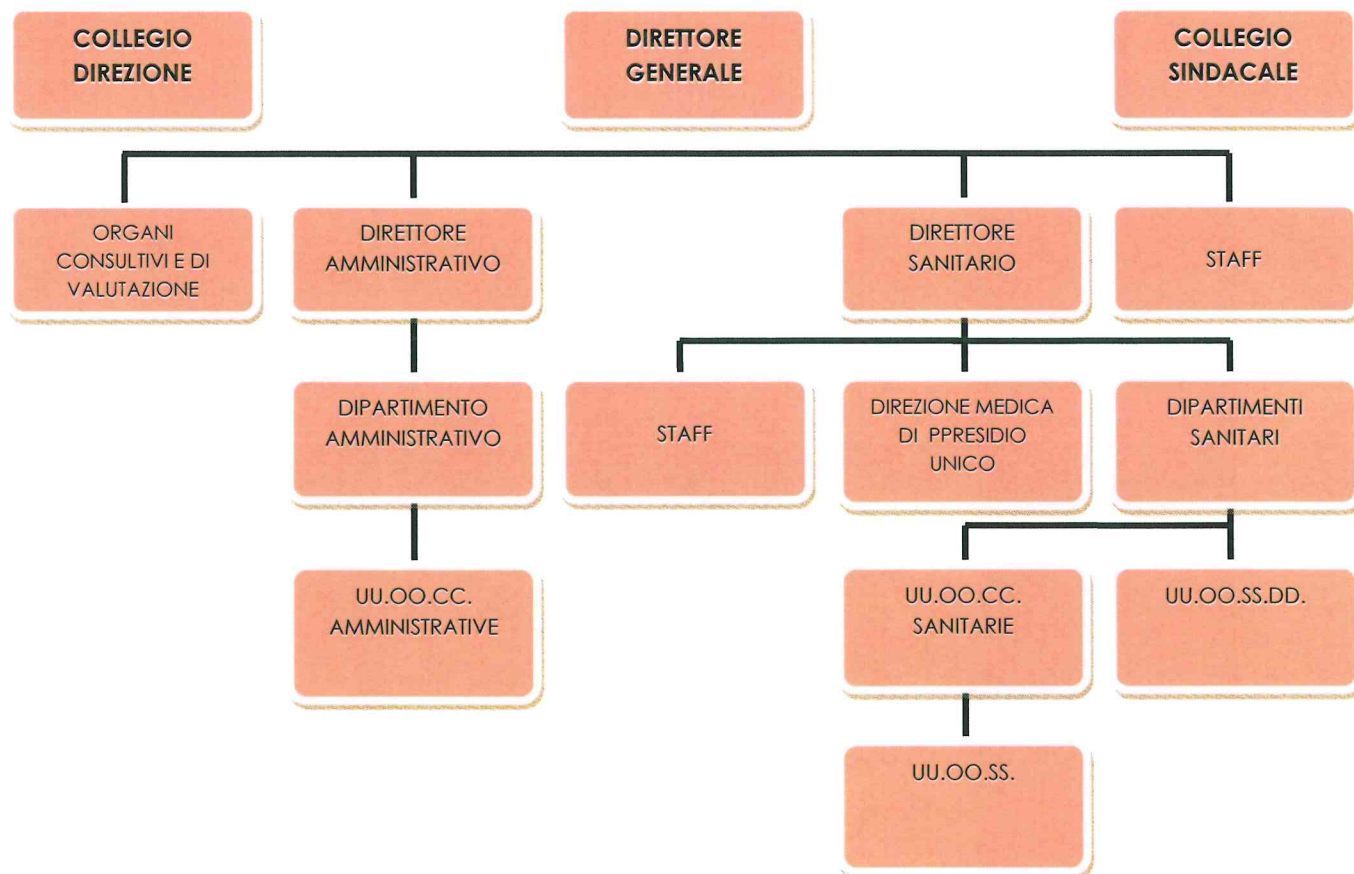 COLLEGIO
DIREZIONE
DIRETTORE
GENERALE
COLLEGIO
SINDACALE
ORGANI
CONSULTIVI E DI
VALUTAZIONE
DIRETTORE
AMMINISTRATIVO
DIRETTORE
SANITARIO
STAFF
DIPARTIMENTO
AMMINISTRATIVO
STAFF
DIREZIONE MEDICA
DI PPRESIDIO
UNICO
DIPARTIMENTI
SANITARI
UU.OO.CC.
AMMINISTRATIVE
UU.OO.CC.
SANITARIE
UU.OO.SS.DD.
UU.OO.SS.